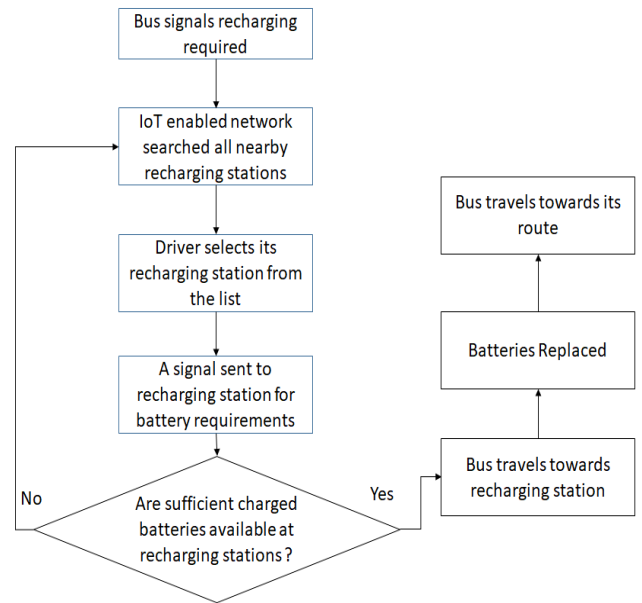 Bus signals recharging
required
IoT enabled network
searched all nearby
recharging stations
Driver selects its
recharging station from
the list
A signal sent to
recharging station for
battery requirements
Are sufficient charged
batteries available at
recharging stations ?
No
Yes
Bus travels towards
recharging station
Batteries Replaced
Bus travels towards its
route